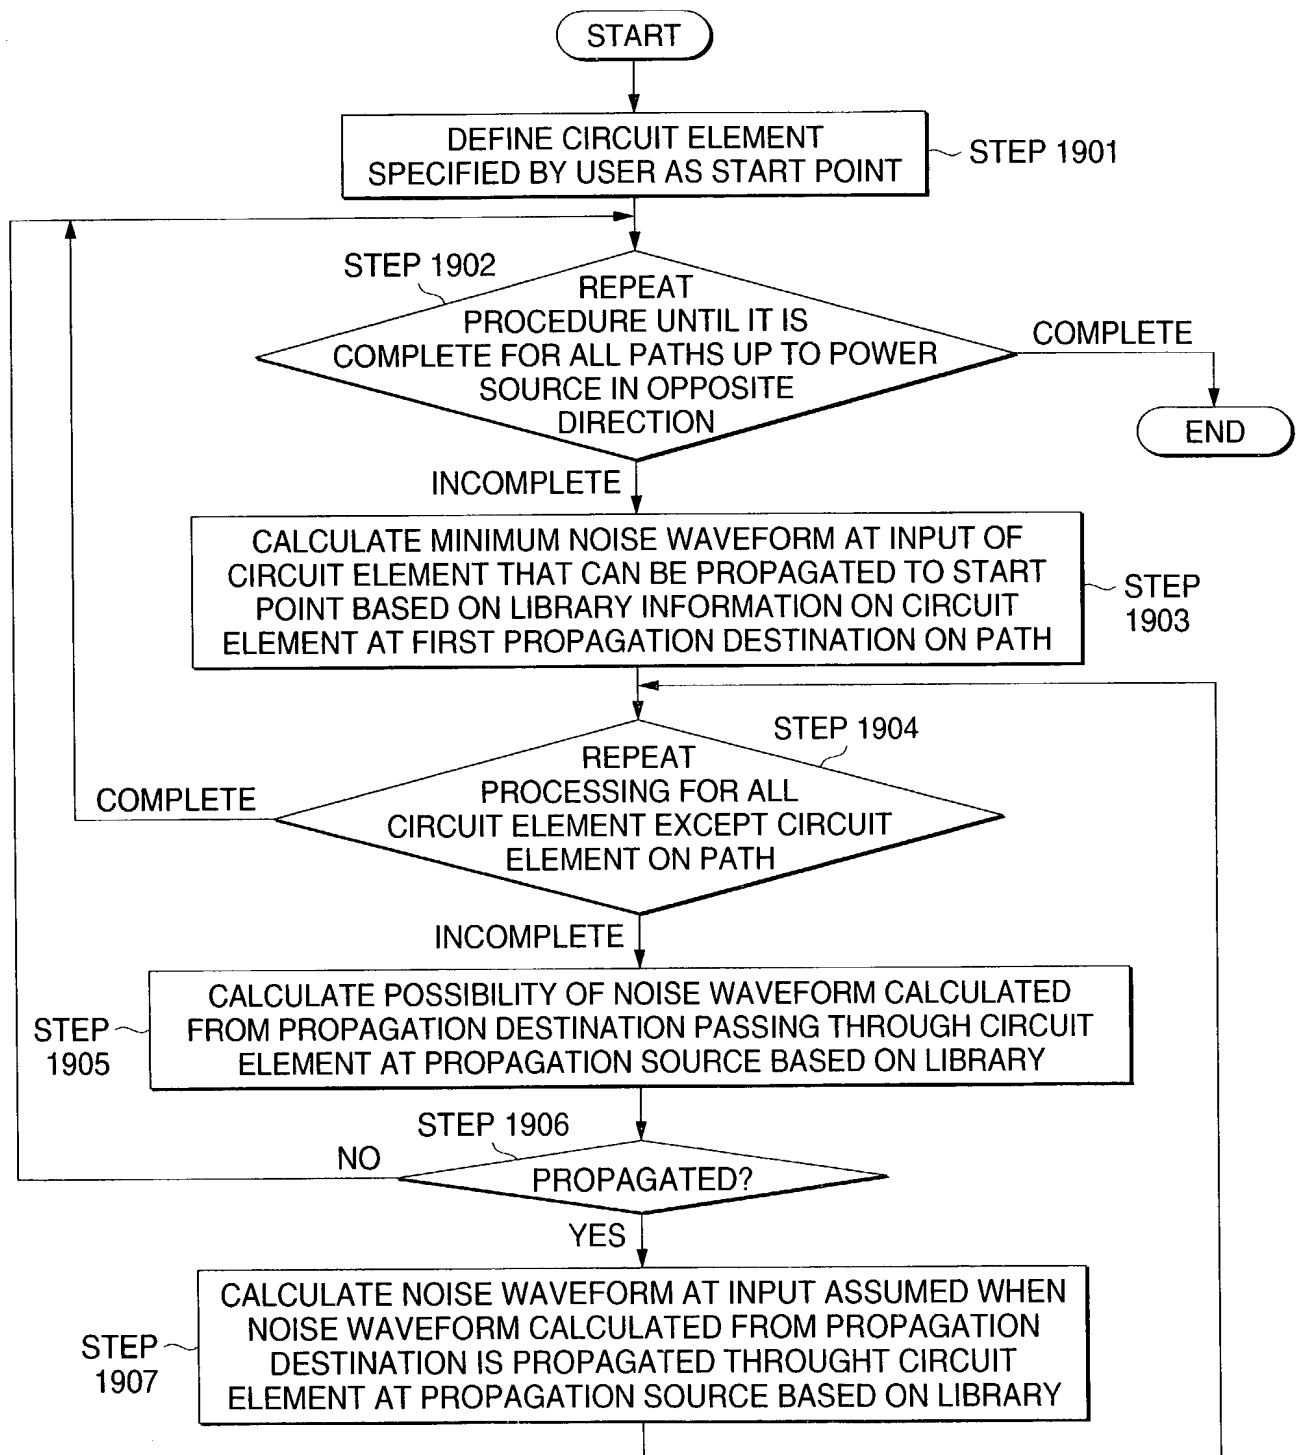 START
DEFINE CIRCUIT ELEMENT
SPECIFIED BY USER AS START POINT
STEP 1901
STEP 1902
REPEAT
PROCEDURE UNTIL IT IS
COMPLETE FOR ALL PATHS UP TO POWER
SOURCE IN OPPOSITE
DIRECTION
COMPLETE
END
INCOMPLETE
CALCULATE MINIMUM NOISE WAVEFORM AT INPUT OF
CIRCUIT ELEMENT THAT CAN BE PROPAGATED TO START
POINT BASED ON LIBRARY INFORMATION ON CIRCUIT
ELEMENT AT FIRST PROPAGATION DESTINATION ON PATH
STEP
1903
STEP 1904
REPEAT
PROCESSING FOR ALL
CIRCUIT ELEMENT EXCEPT CIRCUIT
ELEMENT ON PATH
COMPLETE
INCOMPLETE
CALCULATE POSSIBILITY OF NOISE WAVEFORM CALCULATED
FROM PROPAGATION DESTINATION PASSING THROUGH CIRCUIT
ELEMENT AT PROPAGATION SOURCE BASED ON LIBRARY
STEP
1905
STEP 1906
PROPAGATED?
NO
YES
CALCULATE NOISE WAVEFORM AT INPUT ASSUMED WHEN
NOISE WAVEFORM CALCULATED FROM PROPAGATION
DESTINATION IS PROPAGATED THROUGHT CIRCUIT
ELEMENT AT PROPAGATION SOURCE BASED ON LIBRARY
STEP
1907